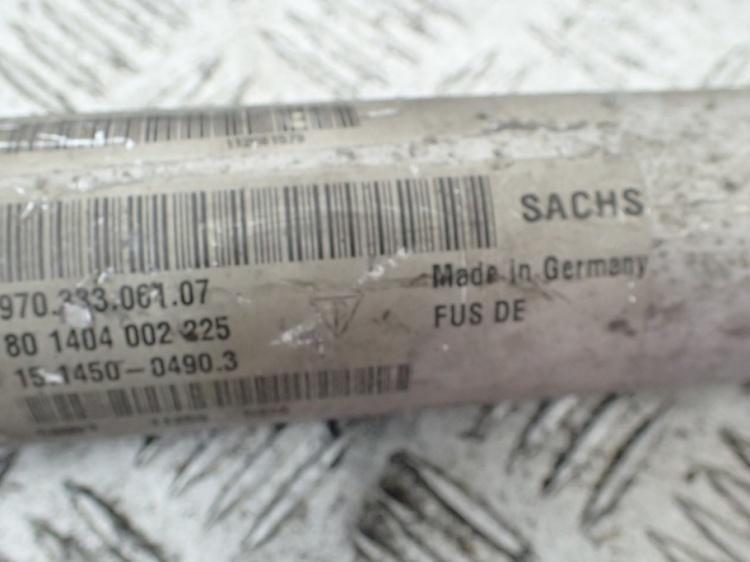 SACHS
970.333.061.07
Made in Germany
80 1404 002 225
FUS DE
15.1450-0490.3